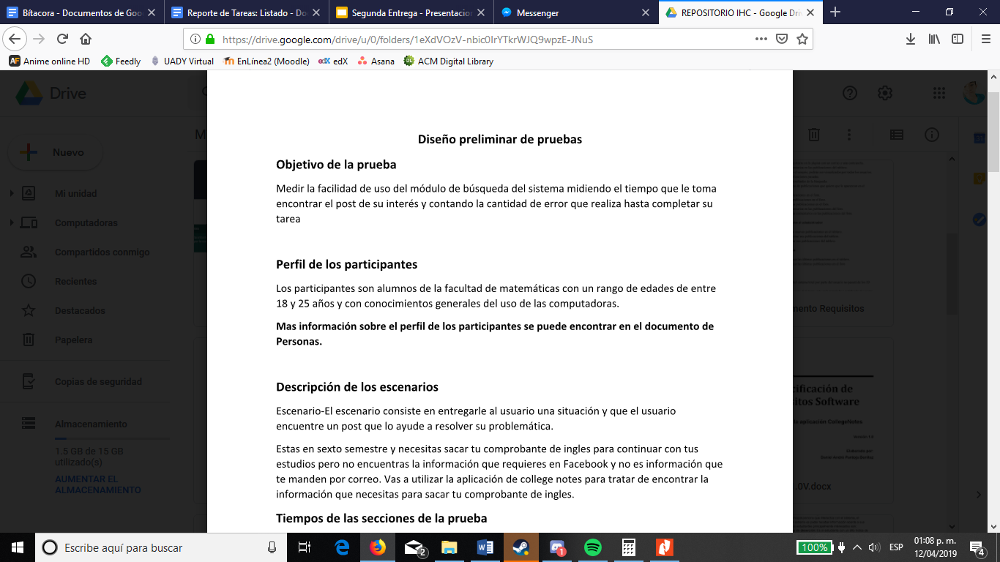 Bítacora - Documentos de Goo
Reporte de Tareas: Listado - Do
Segunda Entrega - Presentacion
Messenger
REPOSITORIO IHC - Google Driv
https://drive.google.com/drive/u/0/folders/1eXdVOzV-nbic0IrYTkrWJQ9wpzE-JNuS
Anime online HD
Feedly
UADY Virtual
EnLínea2 (Moodle)
edX
Asana
ACM Digital Library
Drive
Nuevo
Mi unidad
Computadoras
Compartidos conmigo
Recientes
Destacados
Papelera
Copias de seguridad
Almacenamiento
1.5 GB de 15 GB
utilizado(s)
AUMENTAR EL
ALMACENAMIENTO
Diseño preliminar de pruebas
Objetivo de la prueba
Medir la facilidad de uso del módulo de búsqueda del sistema midiendo el tiempo que le toma
encontrar el post de su interés y contando la cantidad de error que realiza hasta completar su
tarea
Perfil de los participantes
Los participantes son alumnos de la facultad de matemáticas con un rango de edades de entre
18 y 25 años y con conocimientos generales del uso de las computadoras.
Mas información sobre el perfil de los participantes se puede encontrar en el documento de
Personas.
Descripción de los escenarios
Escenario-El escenario consiste en entregarle al usuario una situación y que el usuario
encuentre un post que lo ayude a resolver su problemática.
Estas en sexto semestre y necesitas sacar tu comprobante de ingles para continuar con tus
estudios pero no encuentras la información que requieres en Facebook y no es información que
te manden por correo. Vas a utilizar la aplicación de college notes para tratar de encontrar la
información que necesitas para sacar tu comprobante de ingles.
Tiempos de las secciones de la prueba
mento Requisitos
cificación de
sitos Software
la aplicación CollegeNotes
.0V.docx
Escribe aquí para buscar
2
1
100%
ESP
01:08 p. m.
12/04/2019
4